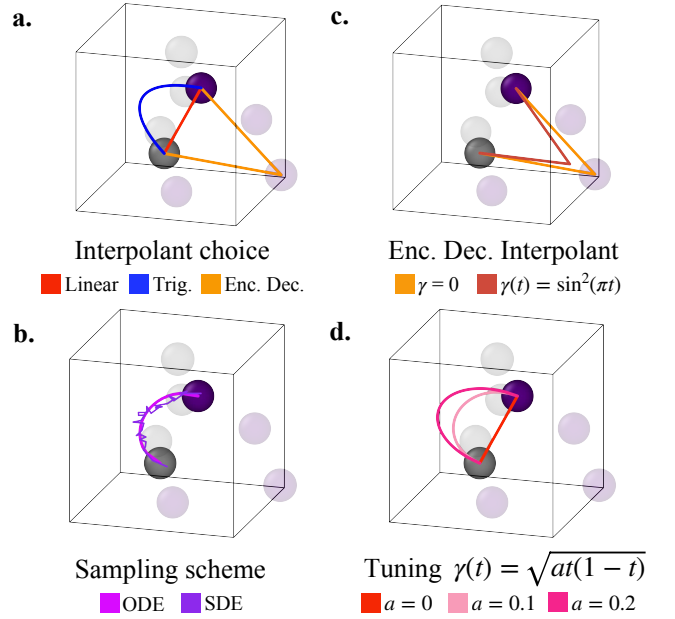 a.
Interpolant choice
Linear Trig. Enc. Dec.
b.
Sampling scheme
ODE SDE
c.
Enc. Dec. Interpolant
γ = 0 γ(t) = sin²(πt)
d.
Tuning γ(t) = √at(1 − t)
a = 0 a = 0.1 a = 0.2